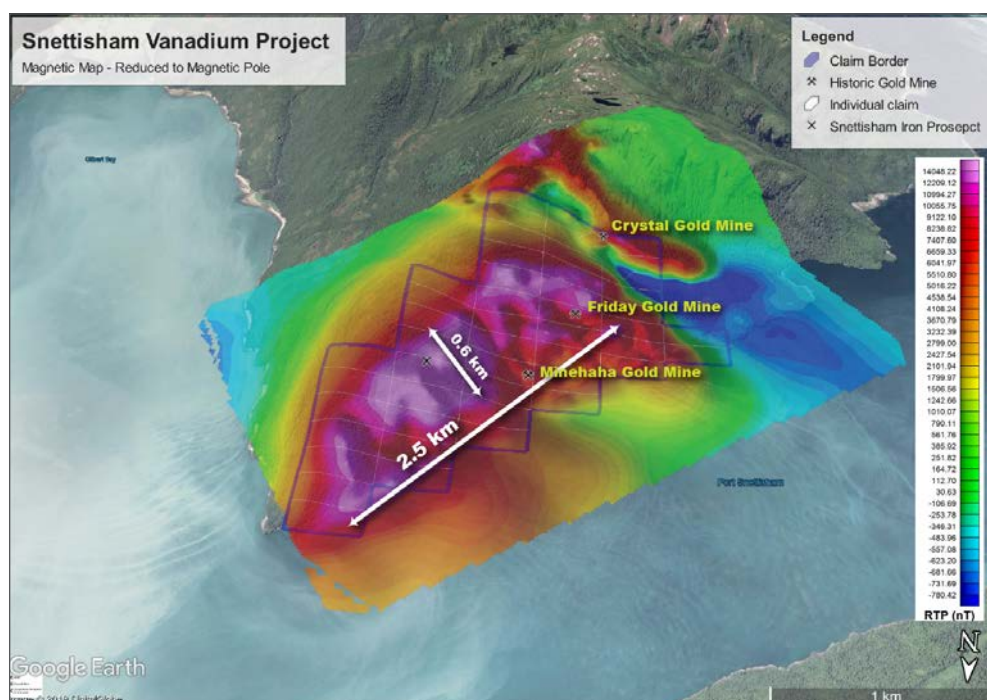 Snettisham Vanadium Project
Magnetic Map - Reduced to Magnetic Pole
Legend
Claim Border
Historic Gold Mine
Individual claim
Snettisham Iron Prosepct
Gilbert Bay
Crystal Gold Mine
Friday Gold Mine
Minehaha Gold Mine
0.6 km
2.5 km
Port Snettisham
14048.22
12209.12
10994.27
10055.75
9122.10
8238.62
7407.60
6659.33
6041.97
5510.80
5016.22
4538.54
4108.24
3670.79
3232.39
2799.00
2427.54
2101.94
1799.97
1506.56
1242.66
1010.07
790.11
561.76
385.92
251.82
164.72
112.70
30.63
-106.69
-253.78
-346.31
-483.96
-557.08
-623.20
-681.66
-731.69
-780.42
RTP (nT)
N
Google Earth
1 km